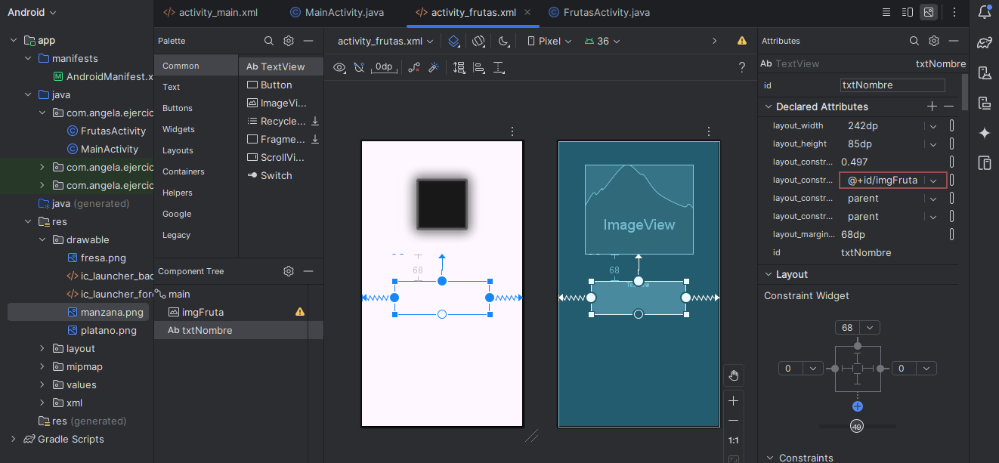 Android
activity_main.xml
MainActivity.java
activity_frutas.xml
FrutasActivity.java
app
manifests
AndroidManifest.x
java
com.angela.ejercic
FrutasActivity
MainActivity
com.angela.ejercic
com.angela.ejercic
java (generated)
res
drawable
fresa.png
ic_launcher_bac
ic_launcher_for
manzana.png
platano.png
layout
mipmap
values
xml
res (generated)
Gradle Scripts
Palette
Common
Text
Buttons
Widgets
Layouts
Containers
Helpers
Google
Legacy
Ab TextView
Button
ImageVi...
Recycle...
Fragme...
ScrollVi...
Switch
Component Tree
main
imgFruta
Ab txtNombre
activity_frutas.xml
Pixel
36
0dp
?
68
ImageView
68
TextView
1:1
Attributes
Ab TextView
txtNombre
id
txtNombre
Declared Attributes
layout_width
242dp
layout_height
85dp
layout_constr...
0.497
layout_constr...
@+id/imgFruta
layout_constr...
parent
layout_constr...
parent
layout_margin...
68dp
id
txtNombre
Layout
Constraint Widget
68
0
0
49
Constraints